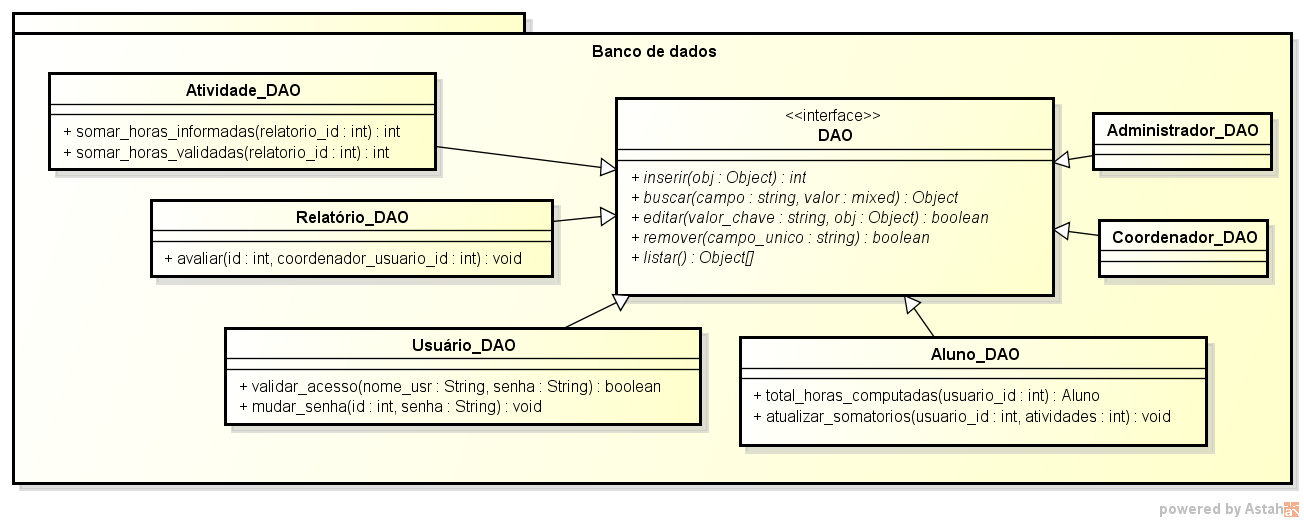 Banco de dados
Atividade_DAO
+ somar_horas_informadas(relatorio_id : int) : int
+ somar_horas_validadas(relatorio_id : int) : int
Relatório_DAO
+ avaliar(id : int, coordenador_usuario_id : int) : void
<<interface>>
DAO
+ inserir(obj : Object) : int
+ buscar(campo : string, valor : mixed) : Object
+ editar(valor_chave : string, obj : Object) : boolean
+ remover(campo_unico : string) : boolean
+ listar() : Object[]
Administrador_DAO
Coordenador_DAO
Usuário_DAO
+ validar_acesso(nome_usr : String, senha : String) : boolean
+ mudar_senha(id : int, senha : String) : void
Aluno_DAO
+ total_horas_computadas(usuario_id : int) : Aluno
+ atualizar_somatorios(usuario_id : int, atividades : int) : void
powered by Astah